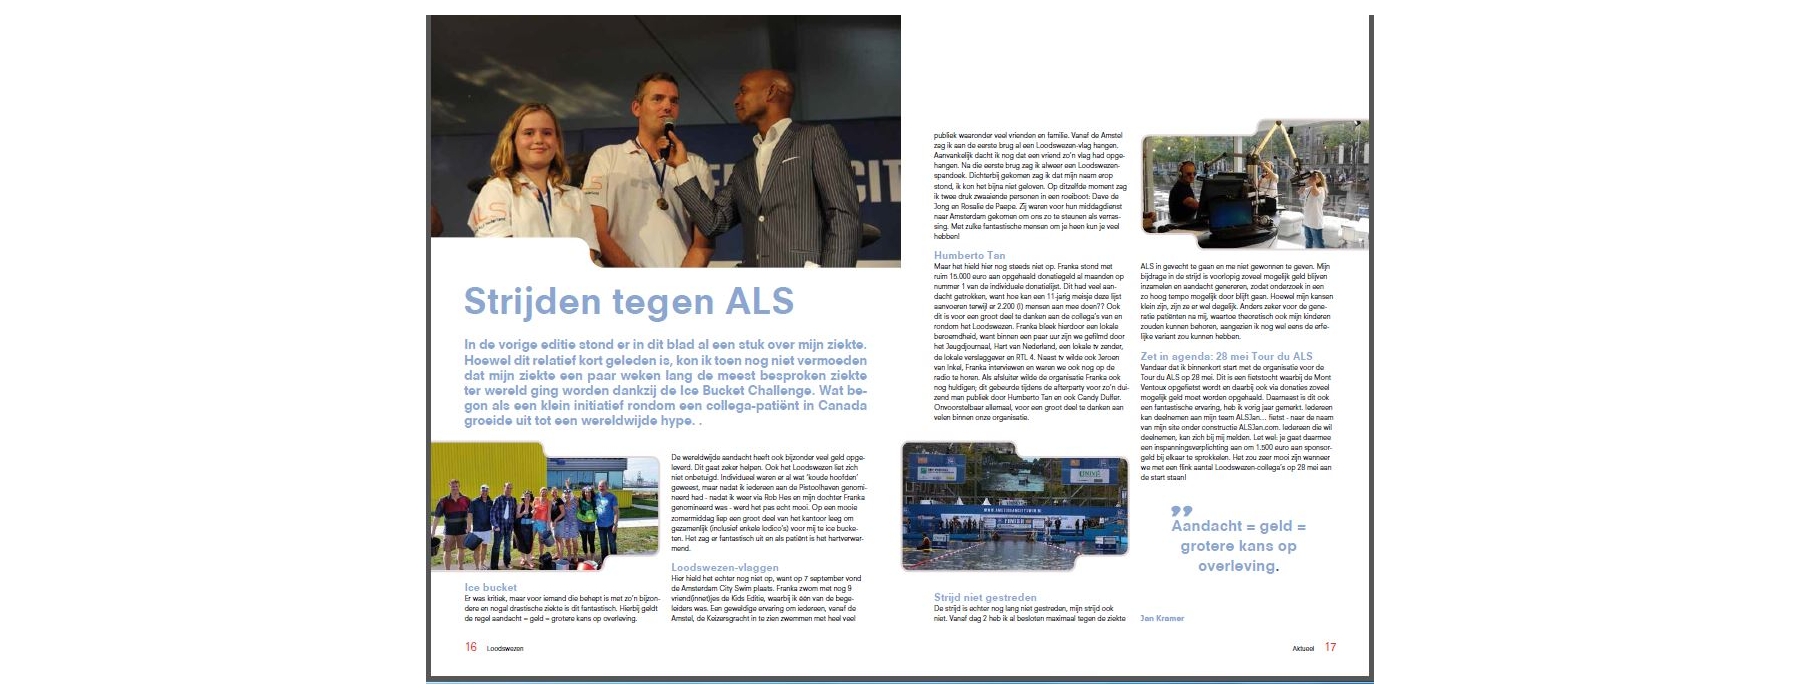 Strijden tegen ALS
In de vorige editie stond er in dit blad al een stuk over mijn ziekte.
Hoewel dit relatief kort geleden is, kon ik toen nog niet vermoeden
dat mijn ziekte een paar weken lang de meest besproken ziekte
ter wereld ging worden dankzij de Ice Bucket Challenge. Wat be-
gon als een klein initiatief rondom een collega-patiënt in Canada
groeide uit tot een wereldwijde hype. .
Ice bucket
Er was kritiek, maar voor iemand die behept is met zo'n bijzon-
dere en nogal drastische ziekte is dit fantastisch. Hierbij geldt
de regel aandacht = geld = grotere kans op overleving.
De wereldwijde aandacht heeft ook bijzonder veel geld opge-
leverd. Dit gaat zeker helpen. Ook het Loodswezen liet zich
niet onbetuigd. Individueel waren er al wat 'koude hoofden'
geweest, maar nadat ik iedereen aan de Pistoolhaven genomi-
neerd had - nadat ik weer via Rob Hes en mijn dochter Franka
genomineerd was - werd het pas echt mooi. Op een mooie
zomermiddag liep een groot deel van het kantoor leeg om
gezamenlijk (inclusief enkele lodico's) voor mij te ice bucke-
ten. Het zag er fantastisch uit en als patiënt is het hartverwar-
mend.
Loodswezen-vlaggen
Hier hield het echter nog niet op, want op 7 september vond
de Amsterdam City Swim plaats. Franka zwom met nog 9
vriend(innet)jes de Kids Editie, waarbij ik één van de bege-
leiders was. Een geweldige ervaring om iedereen, vanaf de
Amstel, de Keizersgracht in te zien zwemmen met heel veel
16 Loodswezen
publiek waaronder veel vrienden en familie. Vanaf de Amstel
zag ik aan de eerste brug al een Loodswezen-vlag hangen.
Aanvankelijk dacht ik nog dat een vriend zo'n vlag had opge-
hangen. Na die eerste brug zag ik alweer een Loodswezen-
spandoek. Dichterbij gekomen zag ik dat mijn naam erop
stond, ik kon het bijna niet geloven. Op ditzelfde moment zag
ik twee druk zwaaiende personen in een roeiboot: Dave de
Jong en Rosalie de Paepe. Zij waren voor hun middagdienst
naar Amsterdam gekomen om ons zo te steunen als verras-
sing. Met zulke fantastische mensen om je heen kun je veel
hebben!
Humberto Tan
Maar het hield hier nog steeds niet op. Franka stond met
ruim 15.000 euro aan opgehaald donatiegeld al maanden op
nummer 1 van de individuele donatielijst. Dit had veel aan-
dacht getrokken, want hoe kan een 11-jarig meisje deze lijst
aanvoeren terwijl er 2.200 (!) mensen aan mee doen?? Ook
dit is voor een groot deel te danken aan de collega's van en
rondom het Loodswezen. Franka bleek hierdoor een lokale
beroemdheid, want binnen een paar uur zijn we gefilmd door
het Jeugdjournaal, Hart van Nederland, een lokale tv zender,
de lokale verslaggever en RTL 4. Naast tv wilde ook Jeroen
van Inkel, Franka interviewen en waren we ook nog op de
radio te horen. Als afsluiter wilde de organisatie Franka ook
nog huldigen; dit gebeurde tijdens de afterparty voor zo'n dui-
zend man publiek door Humberto Tan en ook Candy Dulfer.
Onvoorstelbaar allemaal, voor een groot deel te danken aan
velen binnen onze organisatie.
Strijd niet gestreden
De strijd is echter nog lang niet gestreden, mijn strijd ook
niet. Vanaf dag 2 heb ik al besloten maximaal tegen de ziekte
ALS in gevecht te gaan en me niet gewonnen te geven. Mijn
bijdrage in de strijd is voorlopig zoveel mogelijk geld blijven
inzamelen en aandacht genereren, zodat onderzoek in een
zo hoog tempo mogelijk door blijft gaan. Hoewel mijn kansen
klein zijn, zijn ze er wel degelijk. Anders zeker voor de gene-
ratie patiënten na mij, waartoe theoretisch ook mijn kinderen
zouden kunnen behoren, aangezien ik nog wel eens de erfe-
lijke variant zou kunnen hebben.
Zet in agenda: 28 mei Tour du ALS
Vandaar dat ik binnenkort start met de organisatie voor de
Tour du ALS op 28 mei. Dit is een fietstocht waarbij de Mont
Ventoux opgefietst wordt en daarbij ook via donaties zoveel
mogelijk geld moet worden opgehaald. Daarnaast is dit ook
een fantastische ervaring, heb ik vorig jaar gemerkt. Iedereen
kan deelnemen aan mijn team ALSJan... fietst - naar de naam
van mijn site onder constructie ALSJan.com. Iedereen die wil
deelnemen, kan zich bij mij melden. Let wel: je gaat daarmee
een inspanningsverplichting aan om 1.500 euro aan sponsor-
geld bij elkaar te sprokkelen. Het zou zeer mooi zijn wanneer
we met een flink aantal Loodswezen-collega's op 28 mei aan
de start staan!
”
Aandacht = geld =
grotere kans op
overleving.
Jan Kramer
Aktueel 17